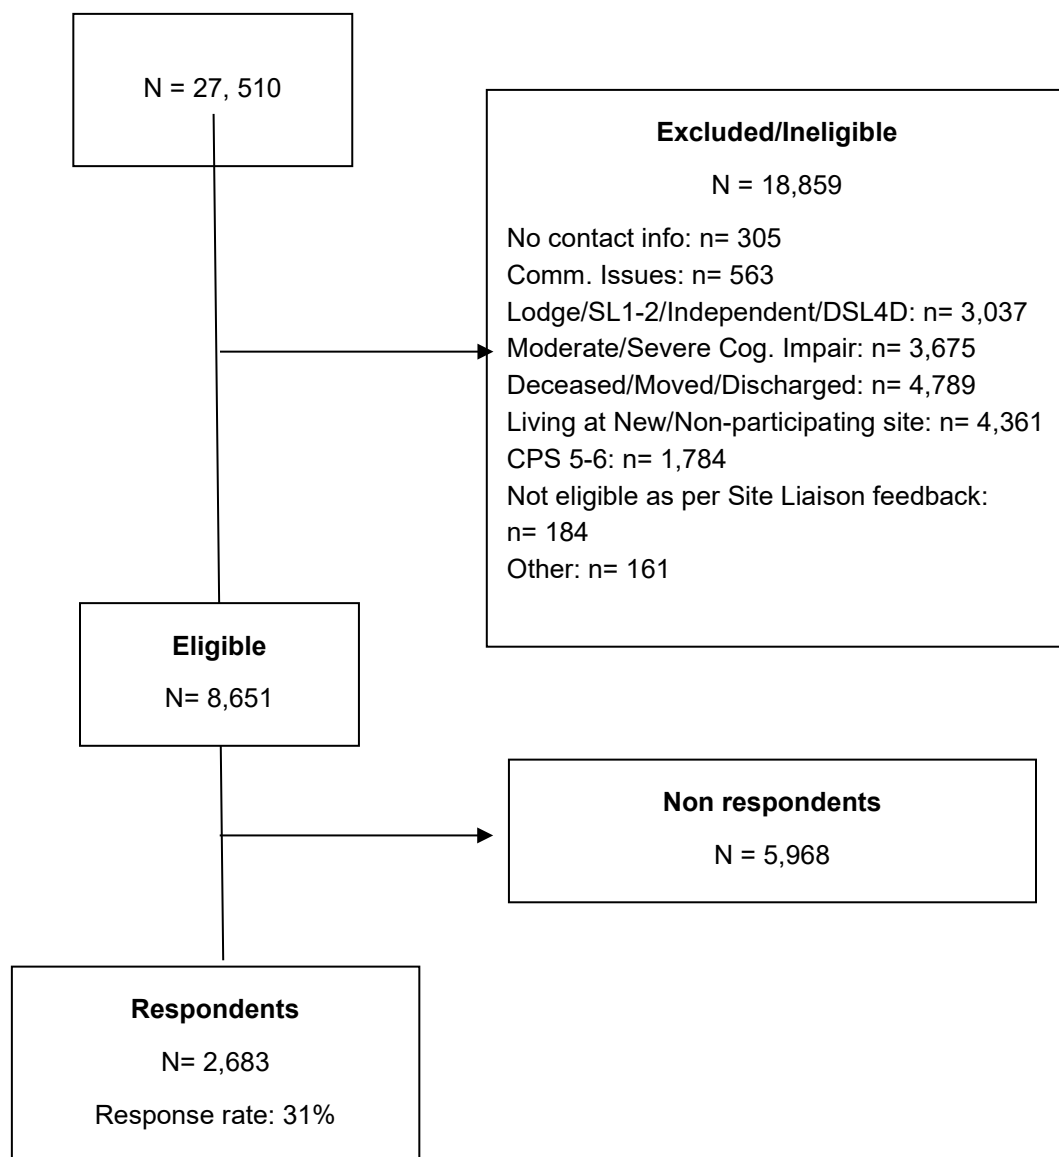 N = 27, 510
Excluded/Ineligible
N = 18,859
No contact info: n= 305
Comm. Issues: n= 563
Lodge/SL1-2/Independent/DSL4D: n= 3,037
Moderate/Severe Cog. Impair: n= 3,675
Deceased/Moved/Discharged: n= 4,789
Living at New/Non-participating site: n= 4,361
CPS 5-6: n= 1,784
Not eligible as per Site Liaison feedback:
n= 184
Other: n= 161
Eligible
N= 8,651
Non respondents
N = 5,968
Respondents
N= 2,683
Response rate: 31%